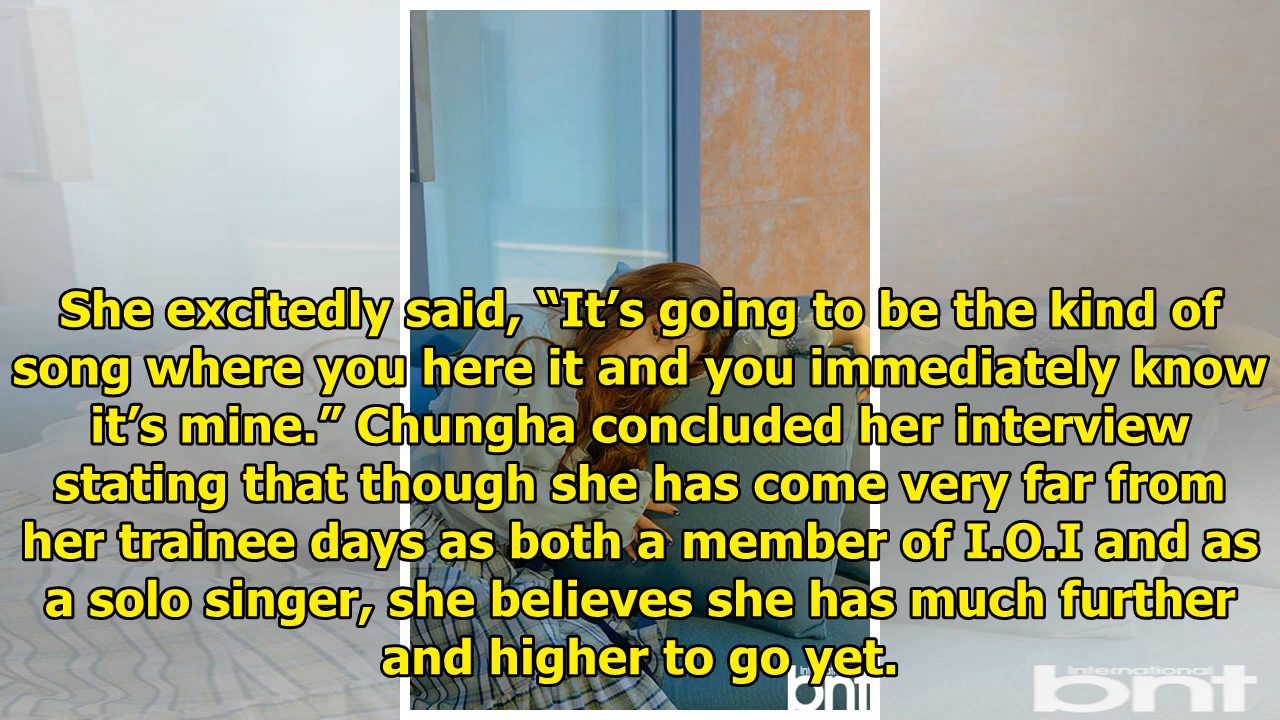 She excitedly said, “It’s going to be the kind of
song where you here it and you immediately know
it’s mine.” Chungha concluded her interview
stating that though she has come very far from
her trainee days as both a member of I.O.I and as
a solo singer, she believes she has much further
and higher to go yet.
bnt
International
bnt